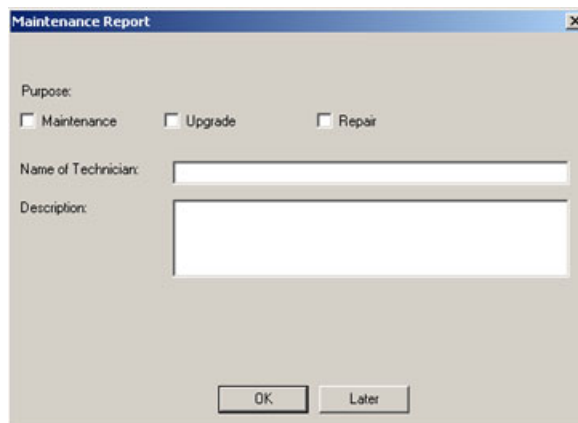 Maintenance Report
Purpose:
Maintenance Upgrade Repair
Name of Technician:
Description:
OK Later